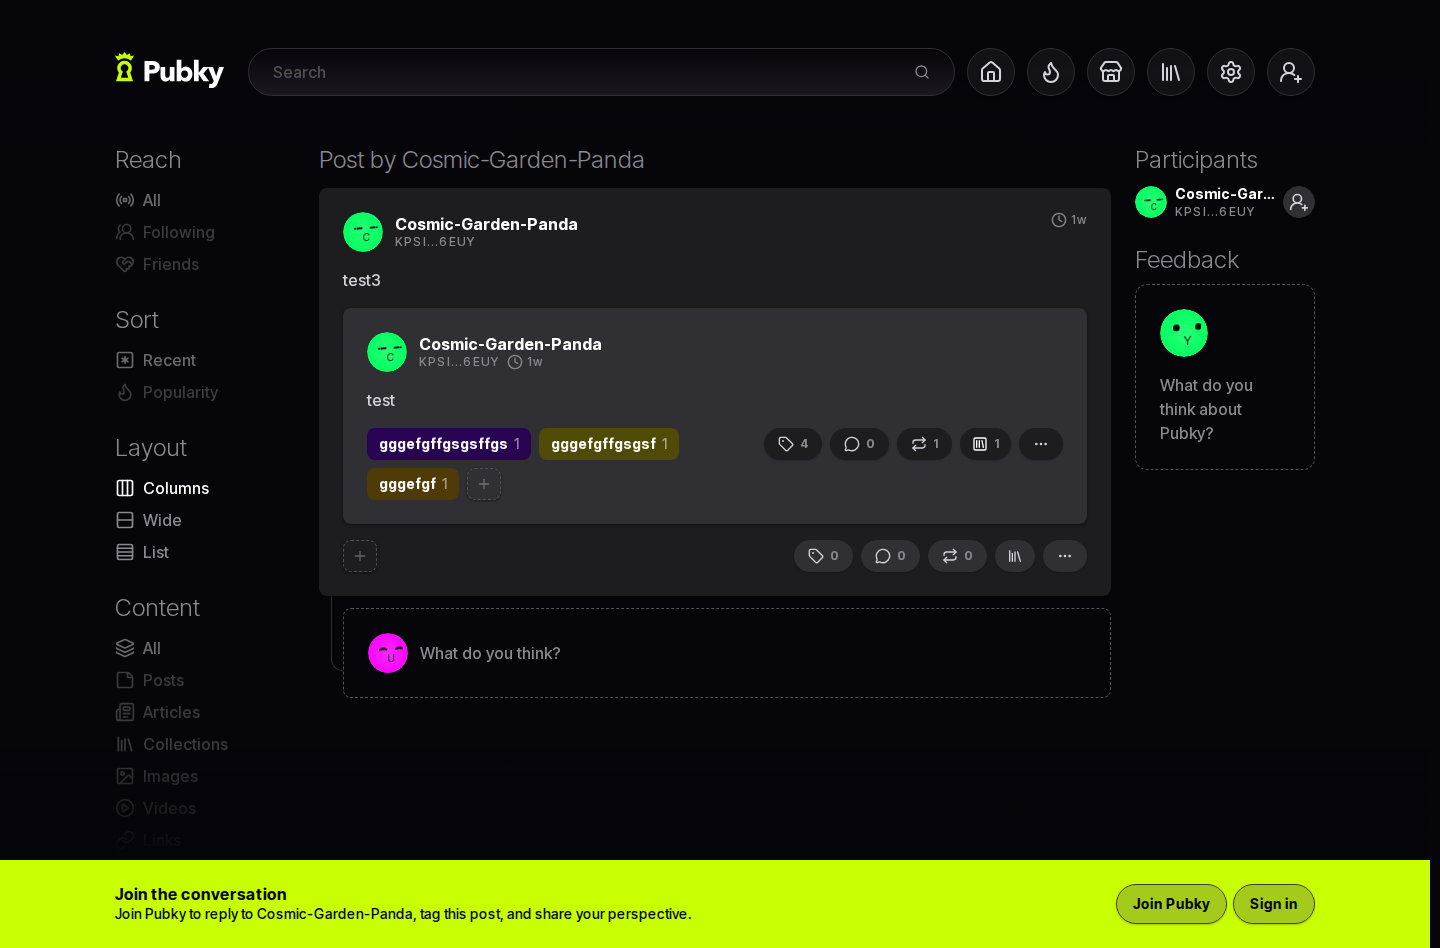 Pubky
Search
Reach
All
Following
Friends
Sort
Recent
Popularity
Layout
Columns
Wide
List
Content
All
Posts
Articles
Collections
Images
Videos
Links
Post by Cosmic-Garden-Panda
C
Cosmic-Garden-Panda
KPSI...6EUY
1w
test3
C
Cosmic-Garden-Panda
KPSI...6EUY 1w
test
gggefgffgsgsffgs 1 gggefgffgsgsf 1 4 0 1 1
gggefgf 1
0 0 0
U
What do you think?
Participants
C
Cosmic-Gar...
KPSI...6EUY
Feedback
Y
What do you
think about
Pubky?
Join the conversation
Join Pubky to reply to Cosmic-Garden-Panda, tag this post, and share your perspective.
Join Pubky Sign in